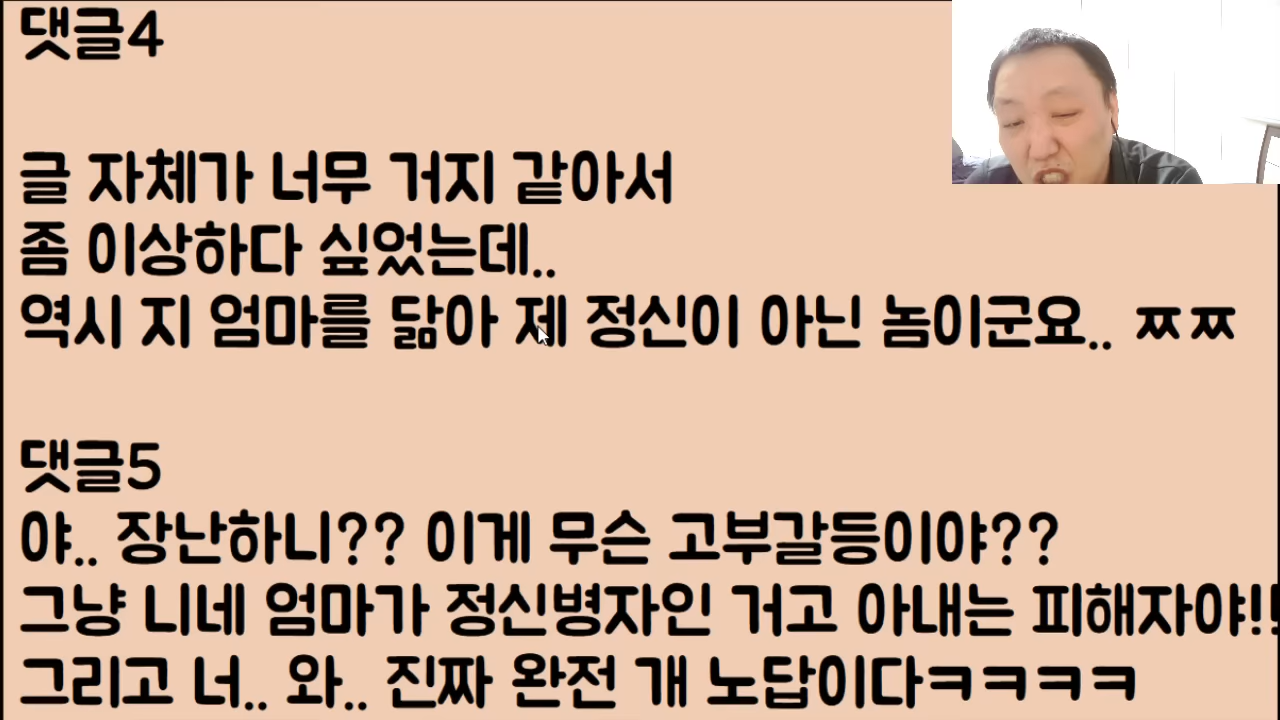 댓글4
글 자체가 너무 거지 같아서
좀 이상하다 싶었는데..
역시 지 엄마를 닮아 제 정신이 아닌 놈이군요.. ㅉㅉ
댓글5
야.. 장난하니?? 이게 무슨 고부갈등이야??
그냥 니네 엄마가 정신병자인 거고 아내는 피해자야!!
그리고 너.. 와.. 진짜 완전 개 노답이다ㅋㅋㅋㅋ